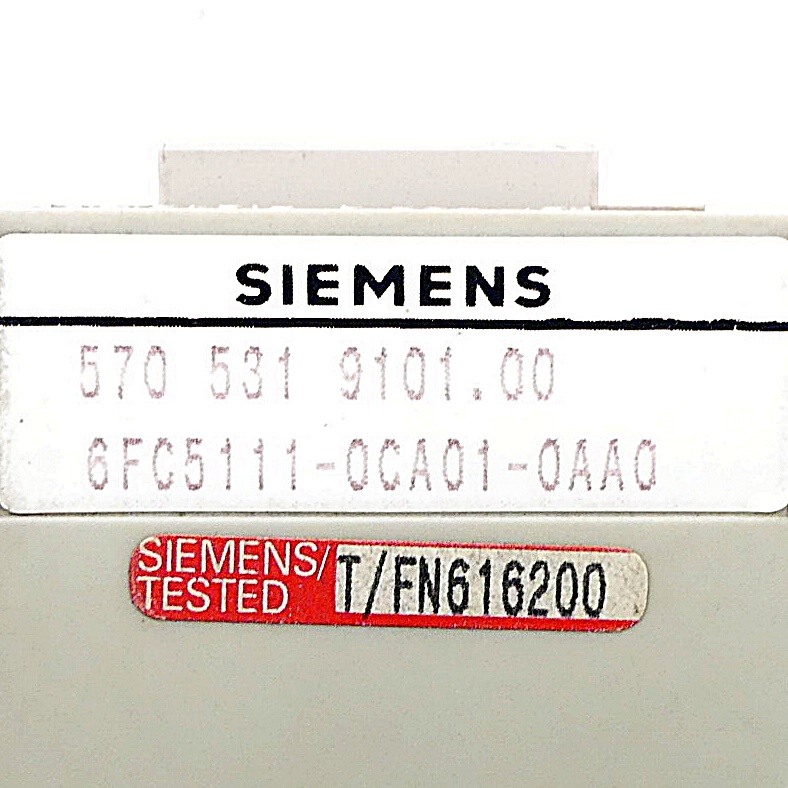 SIEMENS
570 531 9101.00
6FC5111-0CA01-0AA0
SIEMENS/
TESTED
T/FN616200